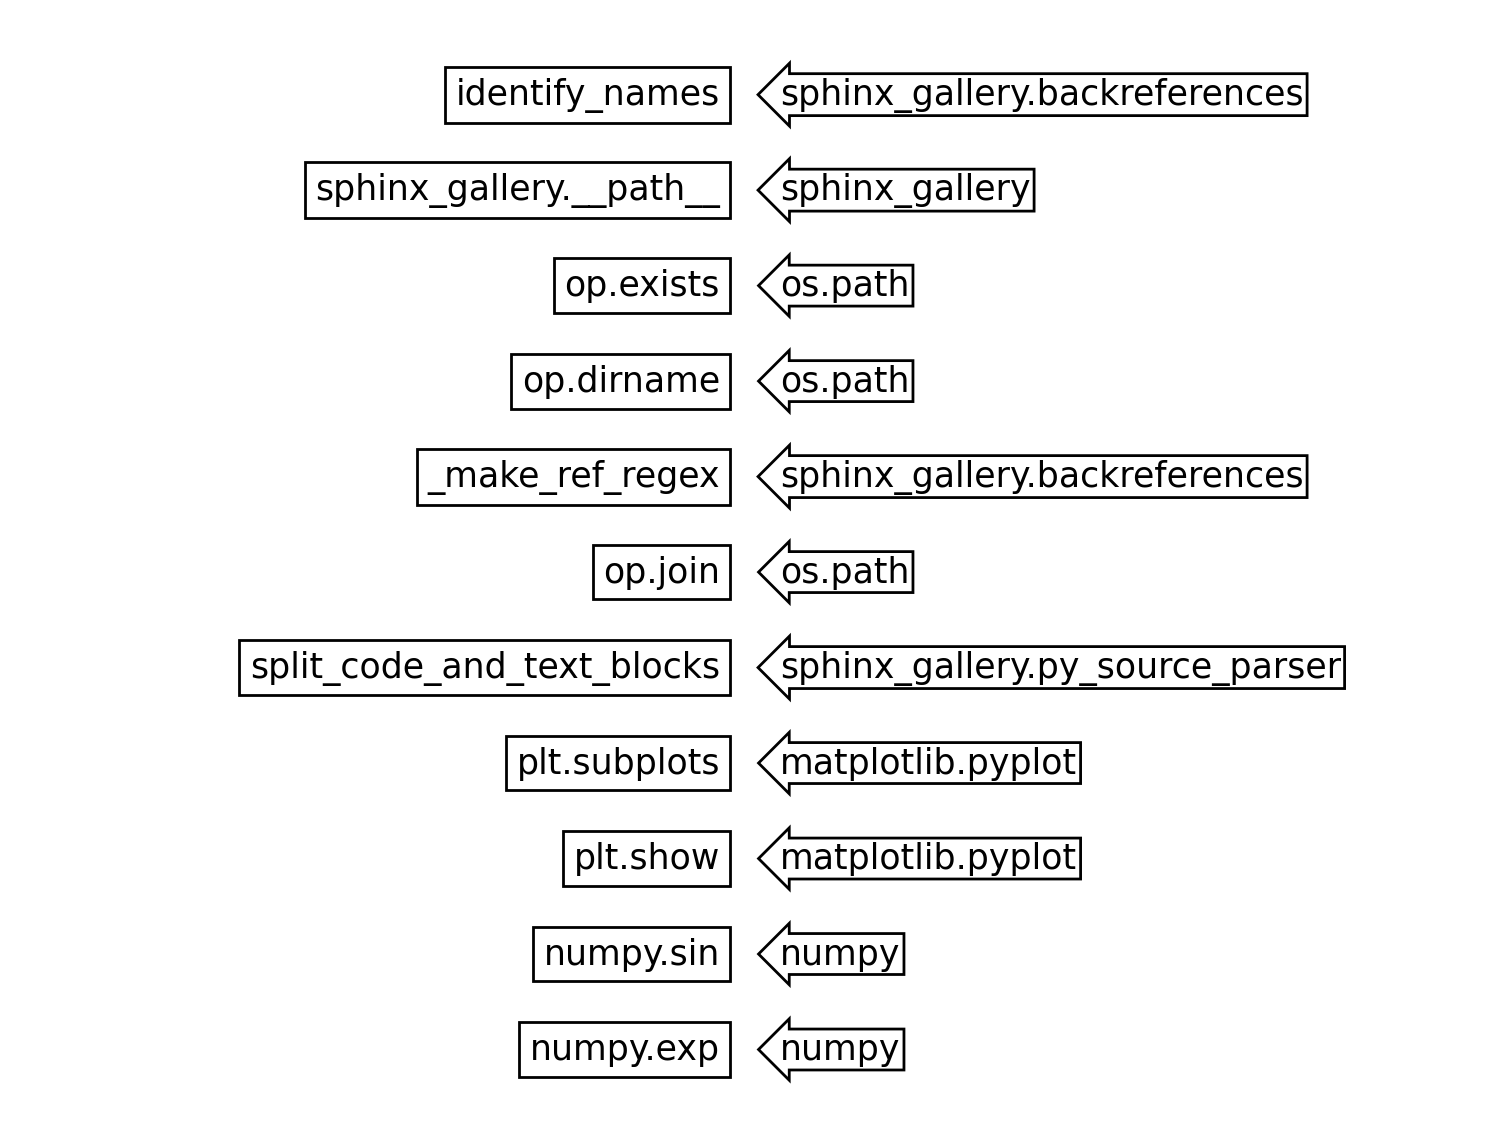 identify_names sphinx_gallery.backreferences
sphinx_gallery.__path__ sphinx_gallery
op.exists os.path
op.dirname os.path
_make_ref_regex sphinx_gallery.backreferences
op.join os.path
split_code_and_text_blocks sphinx_gallery.py_source_parser
plt.subplots matplotlib.pyplot
plt.show matplotlib.pyplot
numpy.sin numpy
numpy.exp numpy